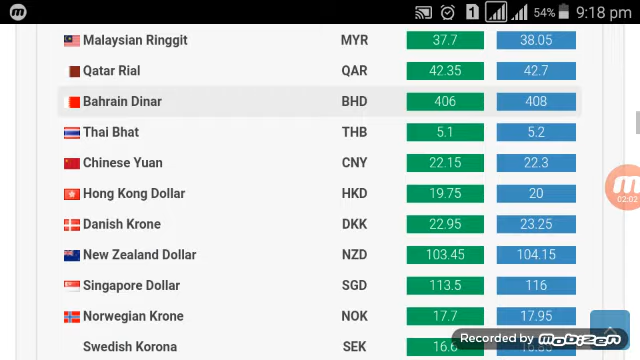 54% 9:18 pm
Malaysian Ringgit MYR 37.7 38.05
Qatar Rial QAR 42.35 42.7
Bahrain Dinar BHD 406 408
Thai Bhat THB 5.1 5.2
Chinese Yuan CNY 22.15 22.3
Hong Kong Dollar HKD 19.75 20
02:02
Danish Krone DKK 22.95 23.25
New Zealand Dollar NZD 103.45 104.15
Singapore Dollar SGD 113.5 116
Norwegian Krone NOK 17.7 17.95
Recorded by mobizen
Swedish Korona SEK